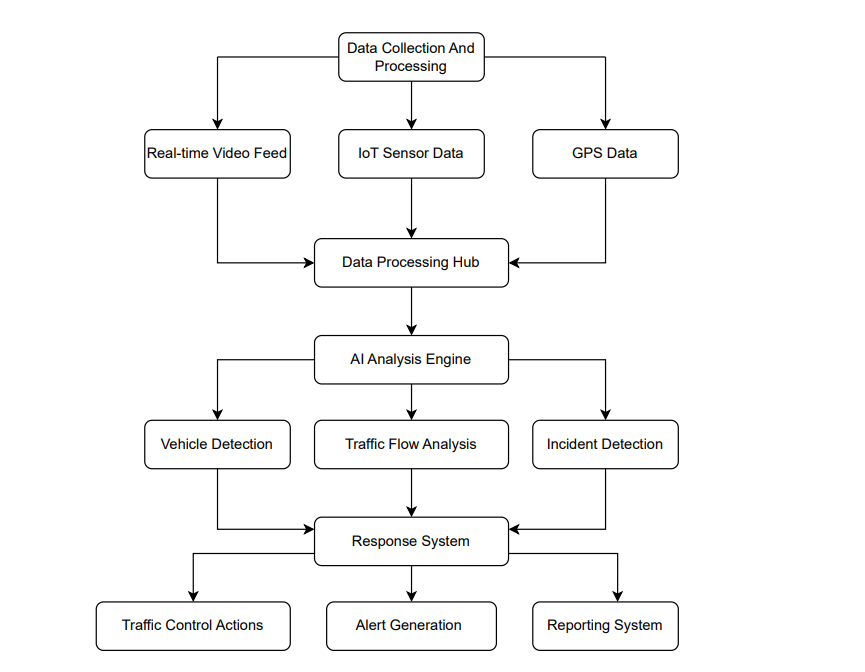 Data Collection And
Processing
Real-time Video Feed
IoT Sensor Data
GPS Data
Data Processing Hub
AI Analysis Engine
Vehicle Detection
Traffic Flow Analysis
Incident Detection
Response System
Traffic Control Actions
Alert Generation
Reporting System